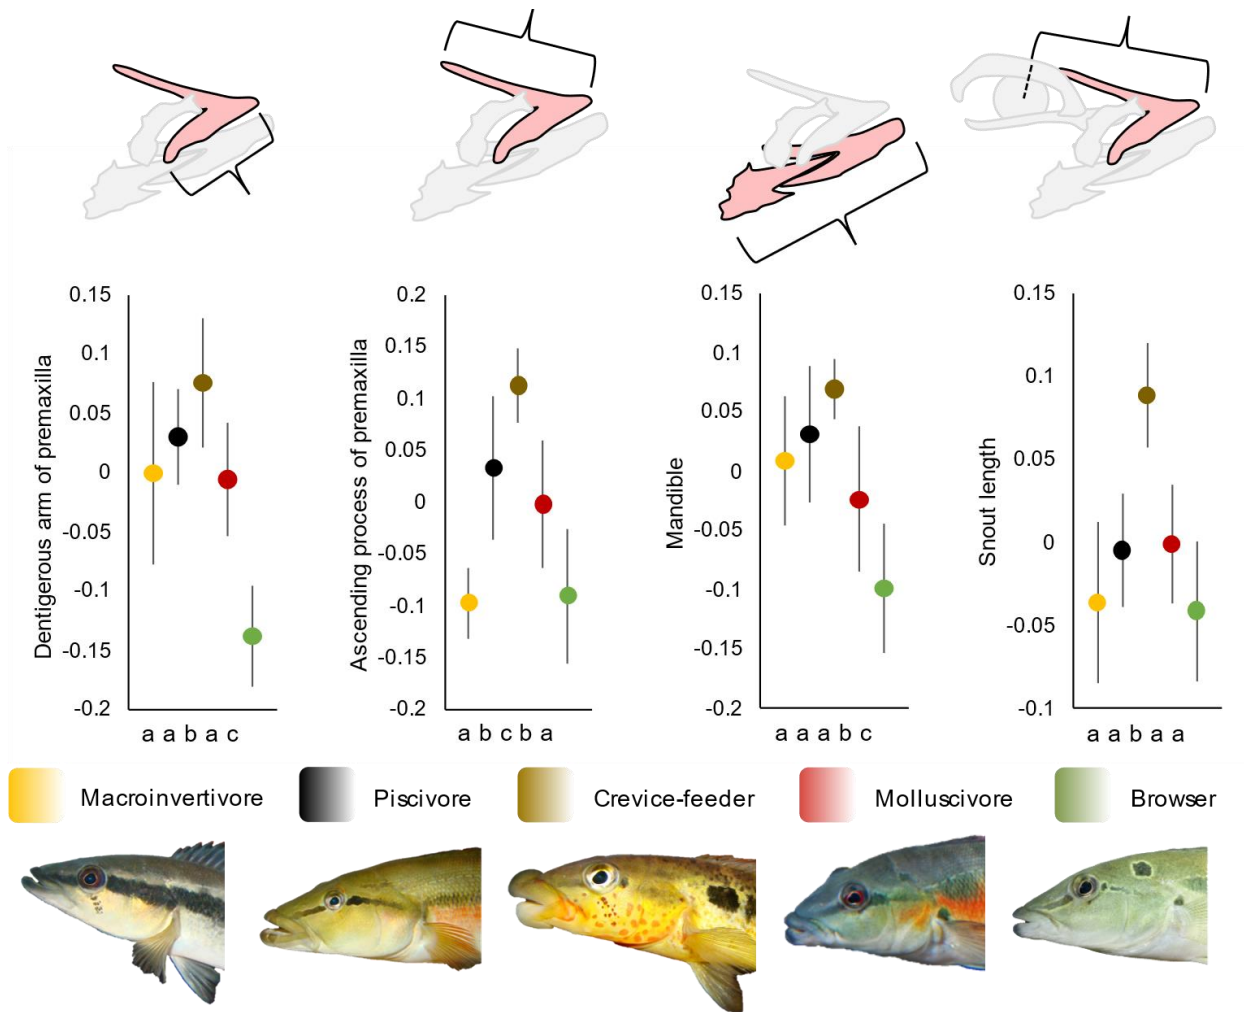 Dentigerous arm of premaxilla
0.15
0.1
0.05
0
-0.05
-0.1
-0.15
-0.2
a a b a c
Ascending process of premaxilla
0.2
0.15
0.1
0.05
0
-0.05
-0.1
-0.15
-0.2
a b c b a
Mandible
0.15
0.1
0.05
0
-0.05
-0.1
-0.15
-0.2
a a a b c
Snout length
0.15
0.1
0.05
0
-0.05
-0.1
a a b a a
Macroinvertivore
Piscivore
Crevice-feeder
Molluscivore
Browser